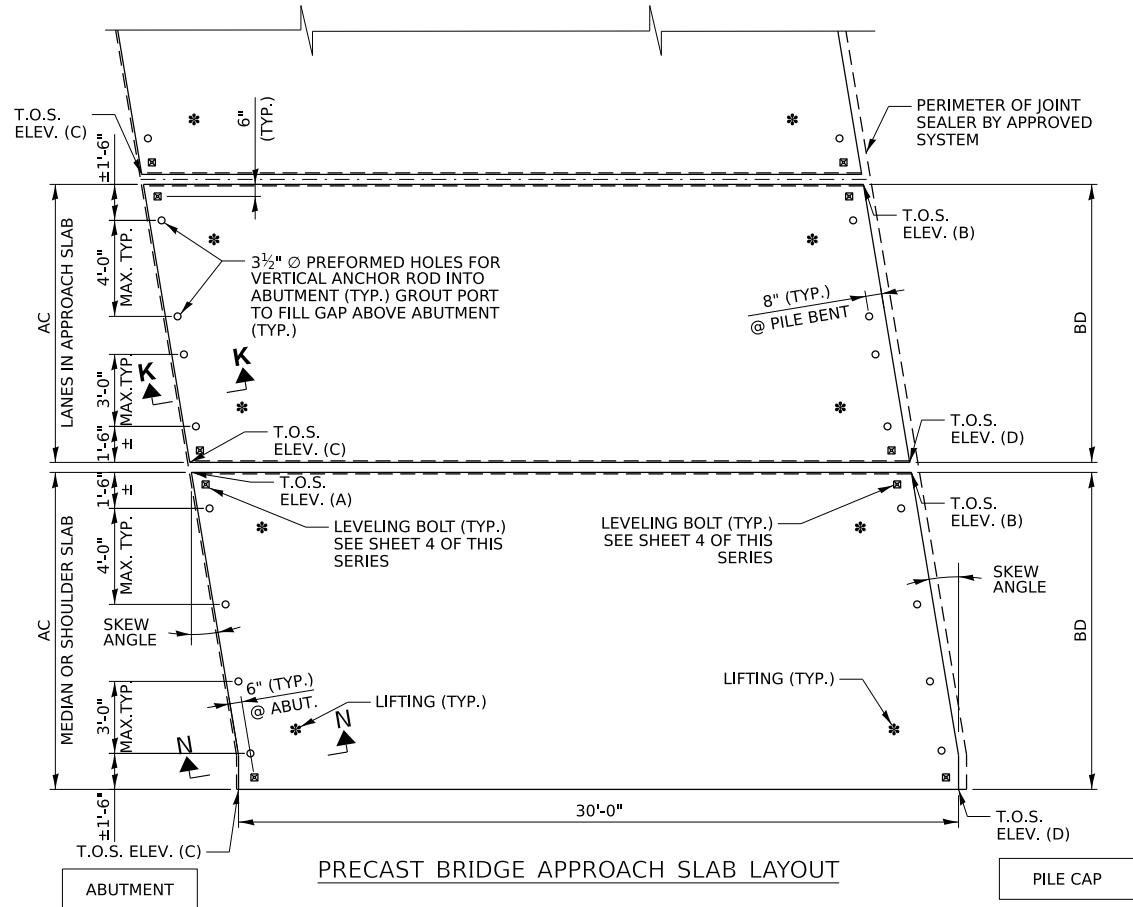 T.O.S.
ELEV. (C)
6"
(TYP.)
PERIMETER OF JOINT
SEALER BY APPROVED
SYSTEM
±1'-6"
AC
LANES IN APPROACH SLAB
4'-0"
MAX. TYP.
3 1/2" Ø PREFORMED HOLES FOR
VERTICAL ANCHOR ROD INTO
ABUTMENT (TYP.) GROUT PORT
TO FILL GAP ABOVE ABUTMENT
(TYP.)
T.O.S.
ELEV. (B)
8" (TYP.)
@ PILE BENT
BD
3'-0"
MAX.TYP.
K
K
1'-6"
±
T.O.S.
ELEV. (C)
T.O.S.
ELEV. (D)
1'-6"
±
T.O.S.
ELEV. (A)
T.O.S.
ELEV. (B)
AC
MEDIAN OR SHOULDER SLAB
4'-0"
MAX. TYP.
LEVELING BOLT (TYP.)
SEE SHEET 4 OF THIS
SERIES
LEVELING BOLT (TYP.)
SEE SHEET 4 OF THIS
SERIES
SKEW
ANGLE
SKEW
ANGLE
BD
3'-0"
MAX.TYP.
6" (TYP.)
@ ABUT.
LIFTING (TYP.)
LIFTING (TYP.)
N
N
±1'-6"
30'-0"
T.O.S. ELEV. (C)
T.O.S.
ELEV. (D)
PRECAST BRIDGE APPROACH SLAB LAYOUT
ABUTMENT
PILE CAP